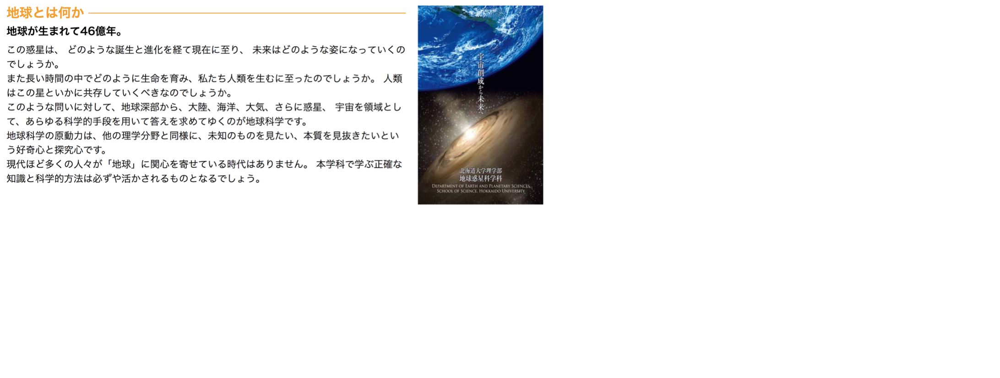 地球とは何か
地球が生まれて46億年。
この惑星は、 どのような誕生と進化を経て現在に至り、 未来はどのような姿になっていくの
でしょうか。
また長い時間の中でどのように生命を育み、私たち人類を生むに至ったのでしょうか。 人類
はこの星といかに共存していくべきなのでしょうか。
このような問いに対して、地球深部から、大陸、海洋、大気、さらに惑星、 宇宙を領域とし
て、あらゆる科学的手段を用いて答えを求めてゆくのが地球科学です。
地球科学の原動力は、他の理学分野と同様に、未知のものを見たい、本質を見抜きたいとい
う好奇心と探究心です。
現代ほど多くの人々が「地球」に関心を寄せている時代はありません。 本学科で学ぶ正確な
知識と科学的方法は必ずや活かされるものとなるでしょう。
宇宙創成から未来へ
北海道大学理学部
地球惑星科学科
DEPARTMENT OF EARTH AND PLANETARY SCIENCES,
SCHOOL OF SCIENCE, HOKKAIDO UNIVERSITY